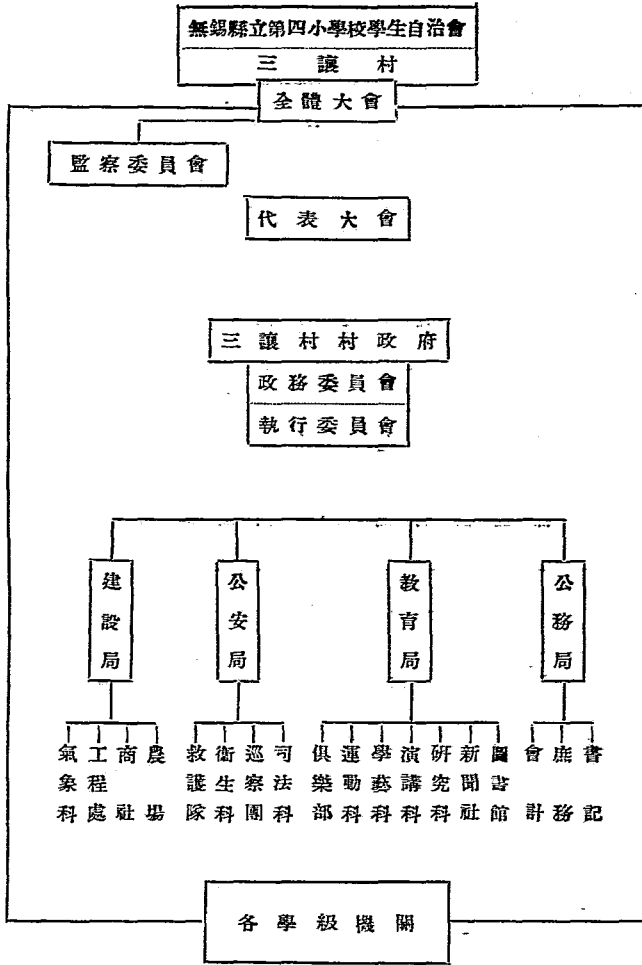 無錫縣立第四小學校學生自治會
三讓村
全體大會
監察委員會
代表大會
三讓村村政府
政務委員會
執行委員會
公務局
教育局
公安局
建設局
書記
庶務
會計
圖書館
新聞社
研究科
演講科
學藝科
運動科
俱樂部
司法科
巡察團
衛生科
救護隊
農場
商社
工程處
氣象科
各學級機關